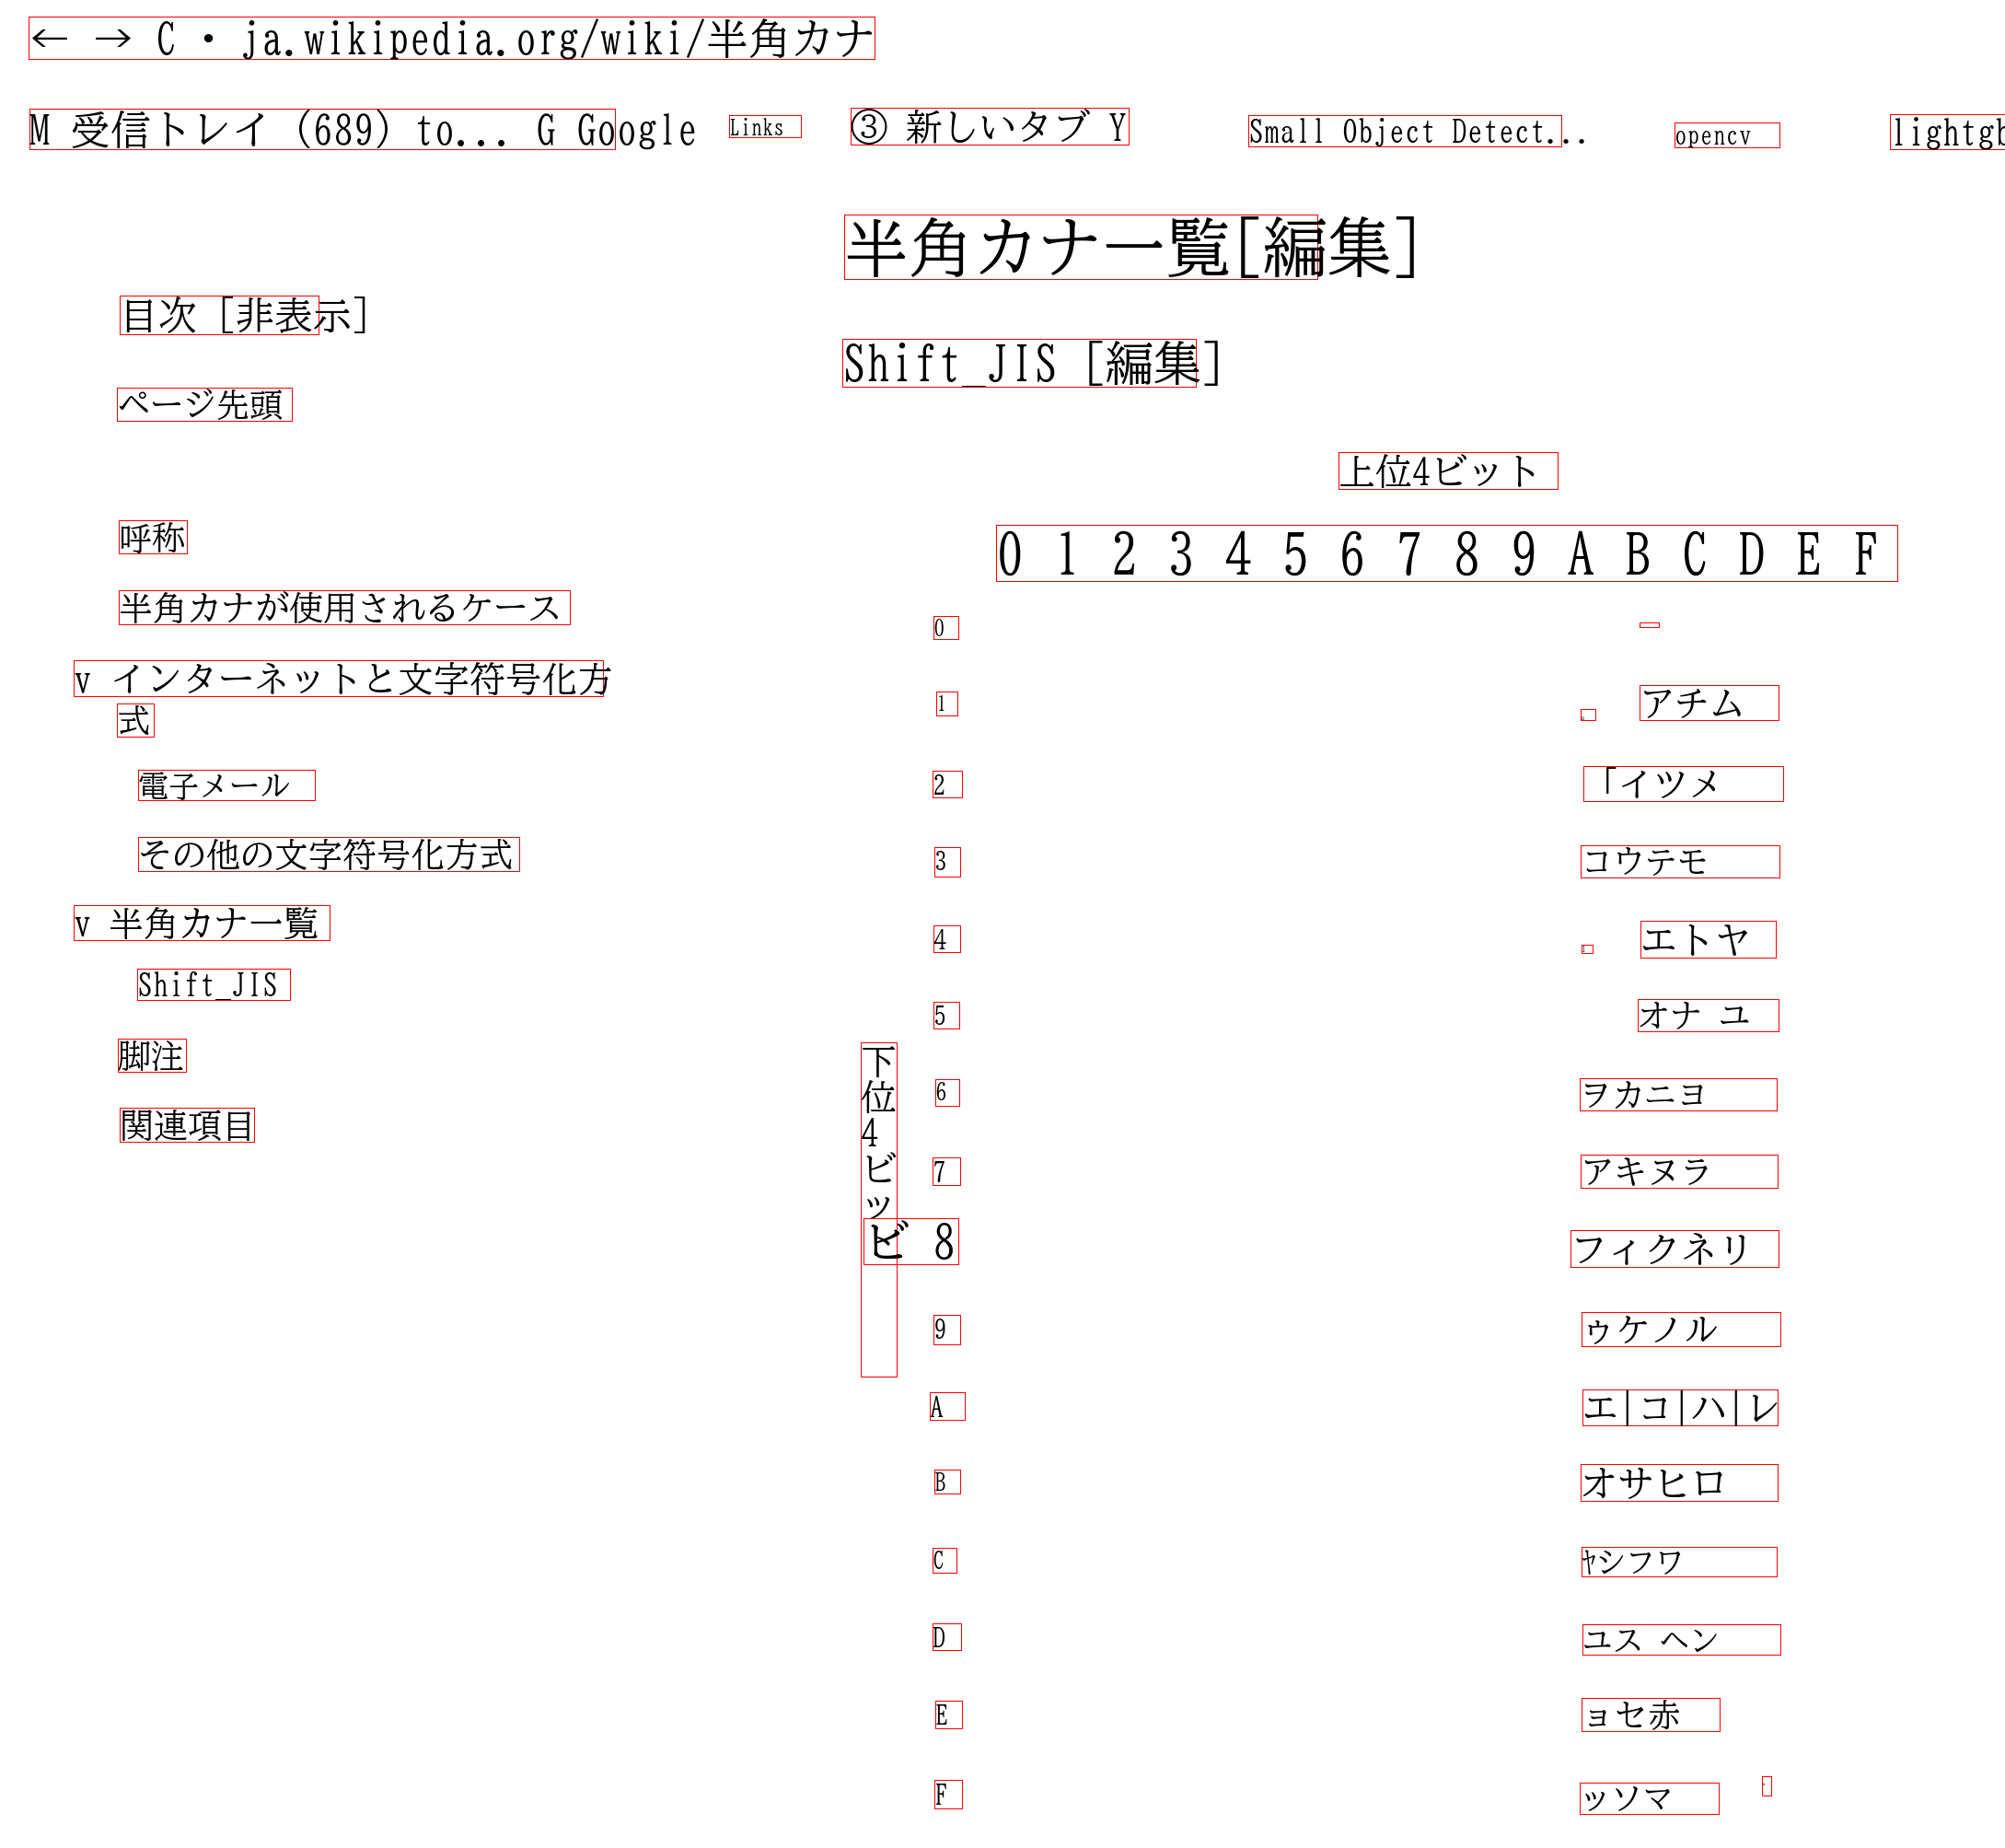 ← → C · ja.wikipedia.org/wiki/半角カナ
M 受信トレイ (689) to... G Google Links ③ 新しいタブ Y Small Object Detect... opencv lightgb
半角カナ一覧[編集]
目次 [非表示]
Shift_JIS [編集]
ページ先頭
上位4ビット
呼称
0 1 2 3 4 5 6 7 8 9 A B C D E F
半角カナが使用されるケース
0
v インターネットと文字符号化方
式
1 アチム
電子メール
2 「イツメ
その他の文字符号化方式
3 コウテモ
v 半角カナ一覧
4 エトヤ
Shift_JIS
5 オナ ユ
脚注
下位4ビッ
6 ヲカニヨ
関連項目
7 アキヌラ
ビ 8 フィクネリ
9 ゥケノル
A エ|コ|ハ|レ
B オサヒロ
C ャシフワ
D ユス ヘン
E ョセ赤
F ッソマ